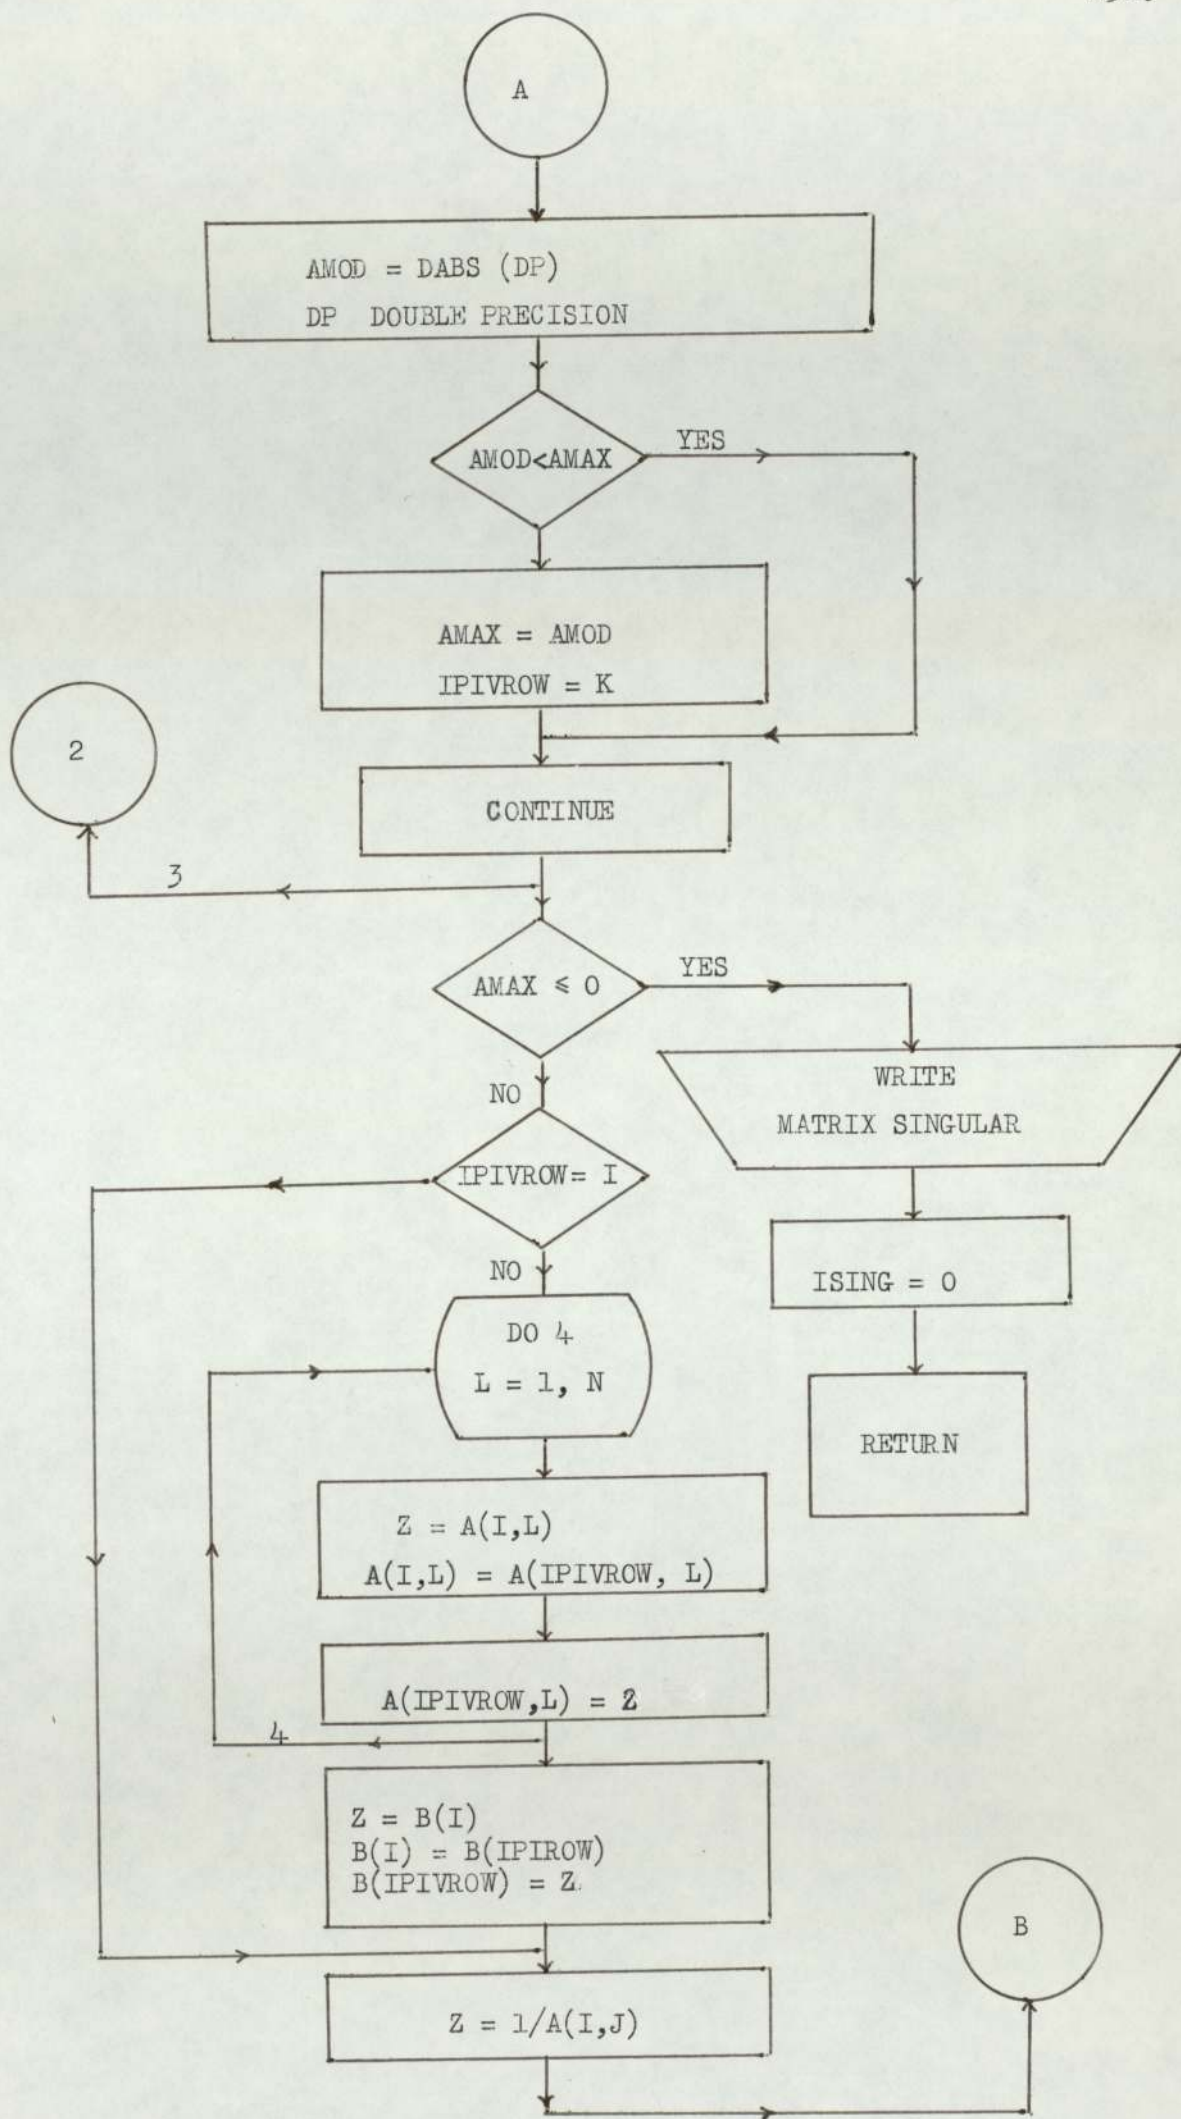 A
AMOD = DABS (DP)
DP DOUBLE PRECISION
AMOD<AMAX
YES
AMAX = AMOD
IPIVROW = K
2
CONTINUE
3
AMAX ≤ 0
YES
WRITE
MATRIX SINGULAR
NO
IPIVROW= I
ISING = 0
NO
DO 4
L = 1, N
RETURN
Z = A(I,L)
A(I,L) = A(IPIVROW, L)
A(IPIVROW,L) = Z
4
Z = B(I)
B(I) = B(IPIROW)
B(IPIVROW) = Z
B
Z = 1/A(I,J)